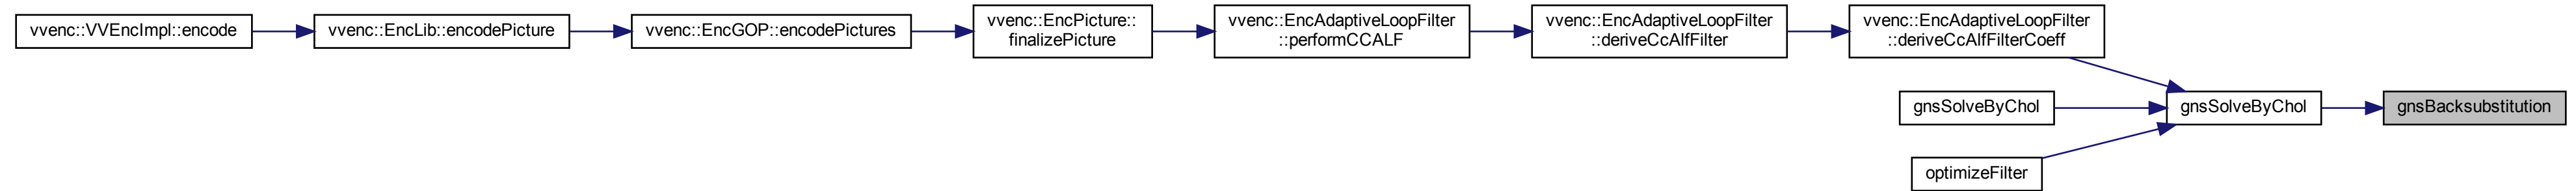 vvenc::VVEncImpl::encode
vvenc::EncLib::encodePicture
vvenc::EncGOP::encodePictures
vvenc::EncPicture::
finalizePicture
vvenc::EncAdaptiveLoopFilter
::performCCALF
vvenc::EncAdaptiveLoopFilter
::deriveCcAlfFilter
vvenc::EncAdaptiveLoopFilter
::deriveCcAlfFilterCoeff
gnsSolveByChol
gnsSolveByChol
gnsBacksubstitution
optimizeFilter